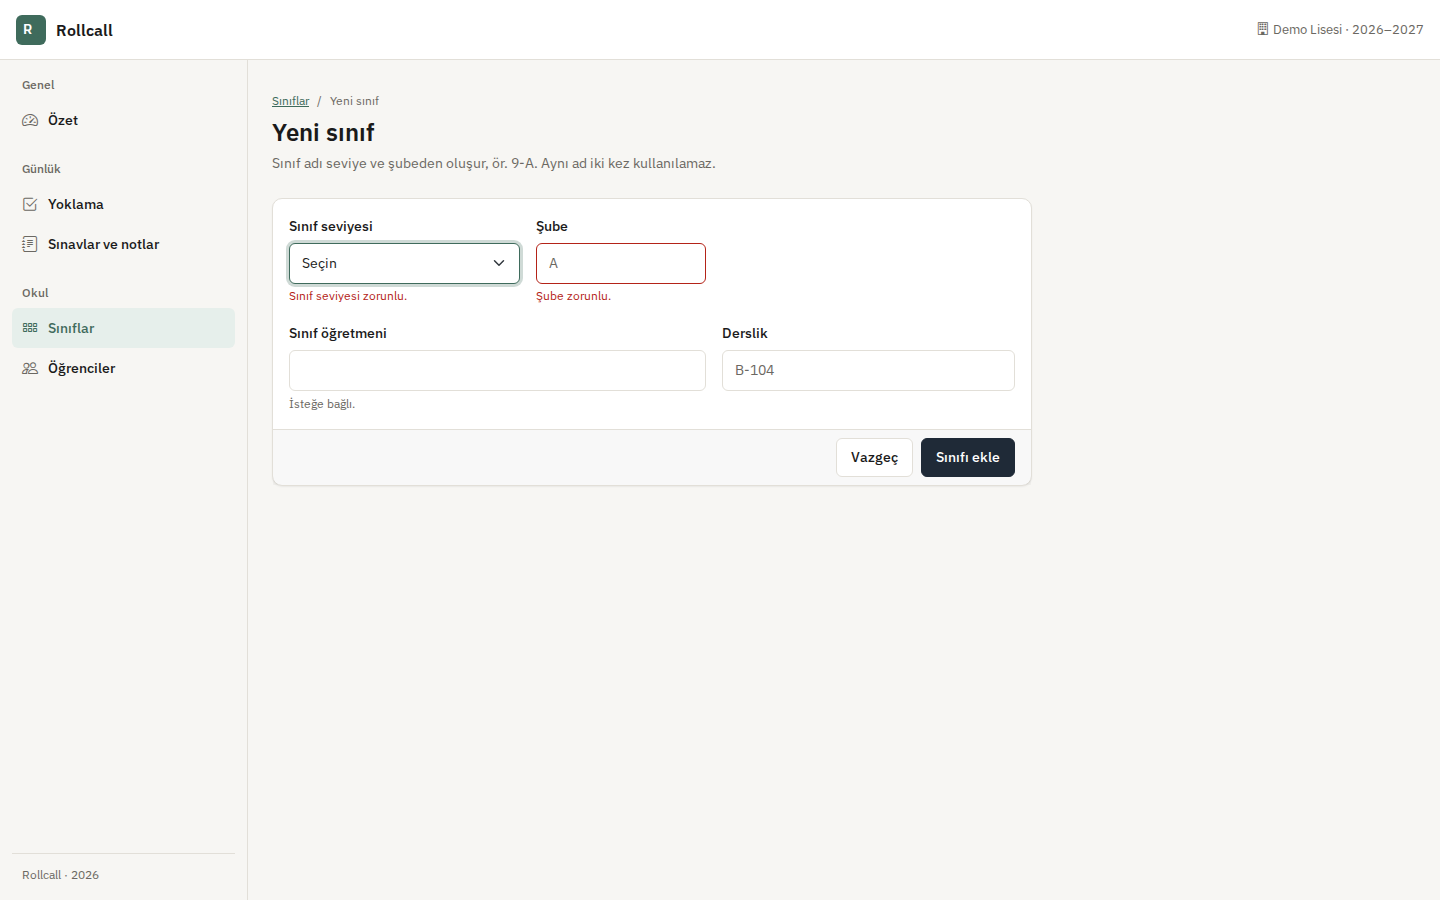 R
Rollcall
Demo Lisesi · 2026–2027
Genel
Özet
Günlük
Yoklama
Sınavlar ve notlar
Okul
Sınıflar
Öğrenciler
Rollcall · 2026
Sınıflar / Yeni sınıf
Yeni sınıf
Sınıf adı seviye ve şubeden oluşur, ör. 9-A. Aynı ad iki kez kullanılamaz.
Sınıf seviyesi Şube
Seçin A
Sınıf seviyesi zorunlu. Şube zorunlu.
Sınıf öğretmeni Derslik
B-104
İsteğe bağlı.
Vazgeç Sınıfı ekle